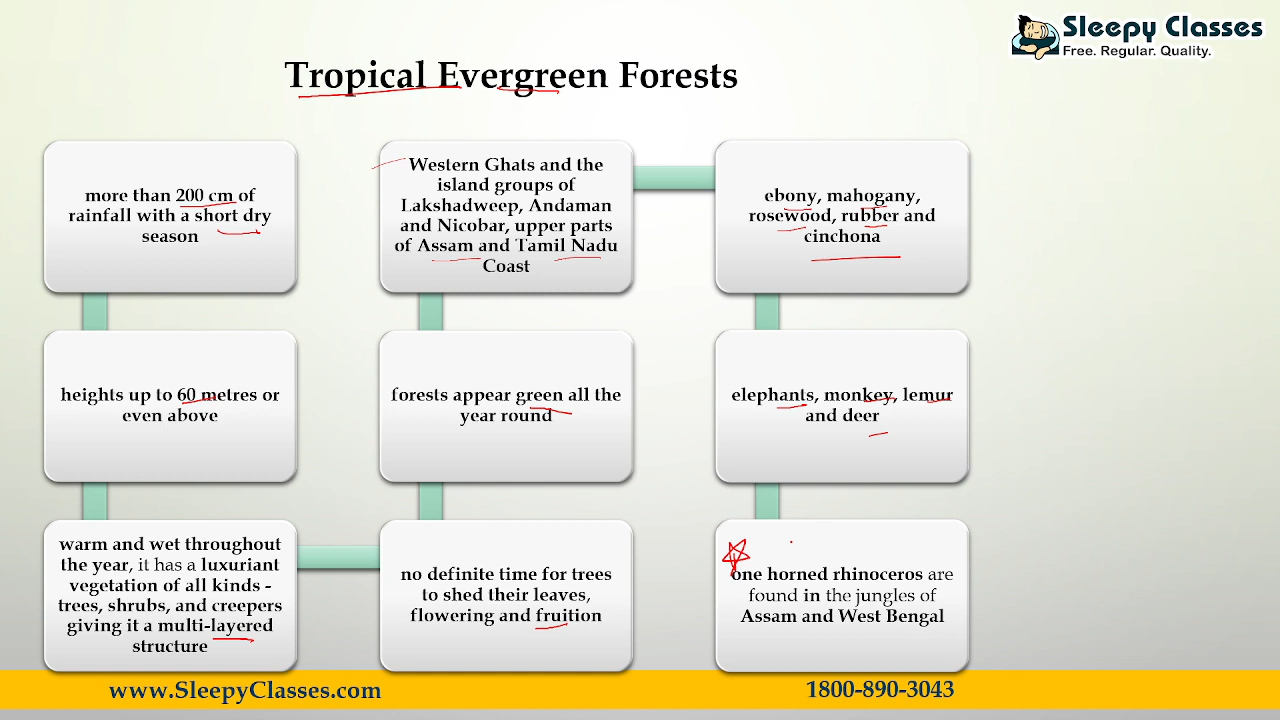 Sleepy Classes
Free. Regular. Quality.
Tropical Evergreen Forests
more than 200 cm of
rainfall with a short dry
season
heights up to 60 metres or
even above
warm and wet throughout
the year, it has a luxuriant
vegetation of all kinds -
trees, shrubs, and creepers
giving it a multi-layered
structure
no definite time for trees
to shed their leaves,
flowering and fruition
forests appear green all the
year round
Western Ghats and the
island groups of
Lakshadweep, Andaman
and Nicobar, upper parts
of Assam and Tamil Nadu
Coast
ebony, mahogany,
rosewood, rubber and
cinchona
elephants, monkey, lemur
and deer
one horned rhinoceros are
found in the jungles of
Assam and West Bengal
www.SleepyClasses.com
1800-890-3043